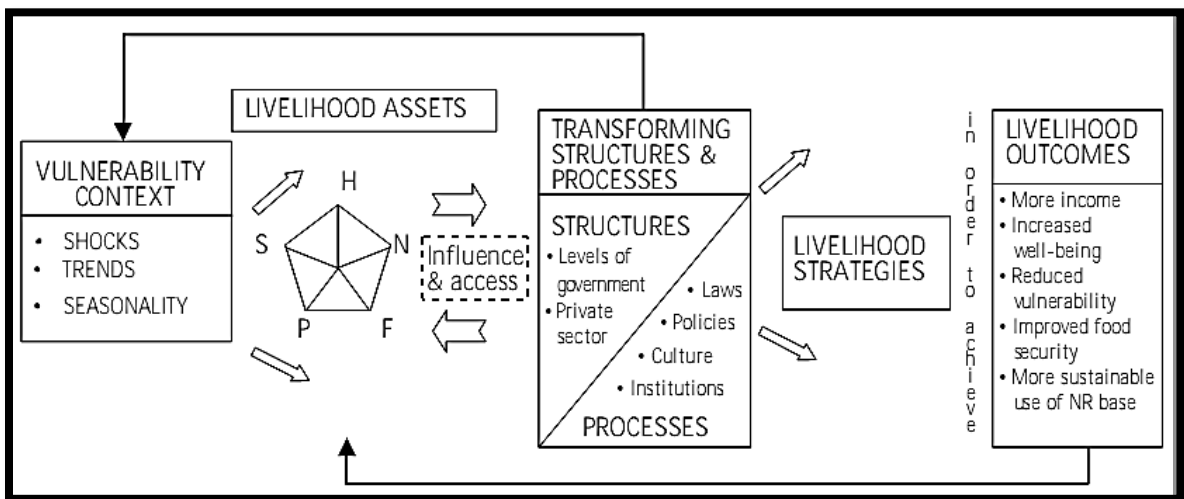 LIVELIHOOD ASSETS
VULNERABILITY
CONTEXT
• SHOCKS
• TRENDS
• SEASONALITY
H
S
N
P
F
Influence
& access
TRANSFORMING
STRUCTURES &
PROCESSES
STRUCTURES
• Levels of
government
• Private
sector
• Laws
• Policies
• Culture
• Institutions
PROCESSES
LIVELIHOOD
STRATEGIES
in order to achieve
LIVELIHOOD
OUTCOMES
• More income
• Increased
well-being
• Reduced
vulnerability
• Improved food
security
• More sustainable
use of NR base